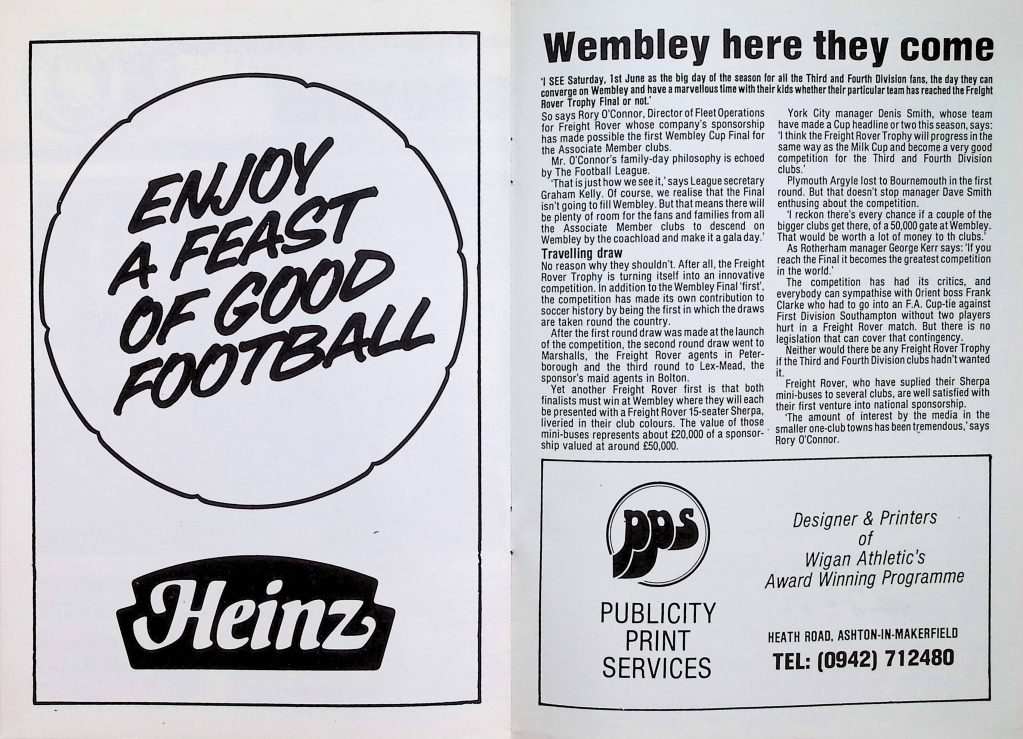 ENJOY
A FEAST
OF GOOD
FOOTBALL
Heinz
Wembley here they come
'I SEE Saturday, 1st June as the big day of the season for all the Third and Fourth Division fans, the day they can
converge on Wembley and have a marvellous time with their kids whether their particular team has reached the Freight
Rover Trophy Final or not.'
So says Rory O'Connor, Director of Fleet Operations
for Freight Rover whose company's sponsorship
has made possible the first Wembley Cup Final for
the Associate Member clubs.
Mr. O'Connor's family-day philosophy is echoed
by The Football League.
'That is just how we see it,' says League secretary
Graham Kelly. Of course, we realise that the Final
isn't going to fill Wembley. But that means there will
be plenty of room for the fans and families from all
the Associate Member clubs to descend on
Wembley by the coachload and make it a gala day.'
Travelling draw
No reason why they shouldn't. After all, the Freight
Rover Trophy is turning itself into an innovative
competition. In addition to the Wembley Final 'first',
the competition has made its own contribution to
soccer history by being the first in which the draws
are taken round the country.
After the first round draw was made at the launch
of the competition, the second round draw went to
Marshalls, the Freight Rover agents in Peter-
borough and the third round to Lex-Mead, the
sponsor's maid agents in Bolton.
Yet another Freight Rover first is that both
finalists must win at Wembley where they will each
be presented with a Freight Rover 15-seater Sherpa,
liveried in their club colours. The value of those
mini-buses represents about £20,000 of a sponsor-
ship valued at around £50,000.
York City manager Denis Smith, whose team
have made a Cup headline or two this season, says:
'I think the Freight Rover Trophy will progress in the
same way as the Milk Cup and become a very good
competition for the Third and Fourth Division
clubs.'
Plymouth Argyle lost to Bournemouth in the first
round. But that doesn't stop manager Dave Smith
enthusing about the competition.
'I reckon there's every chance if a couple of the
bigger clubs get there, of a 50,000 gate at Wembley.
That would be worth a lot of money to th clubs.'
As Rotherham manager George Kerr says: 'If you
reach the Final it becomes the greatest competition
in the world.'
The competition has had its critics, and
everybody can sympathise with Orient boss Frank
Clarke who had to go into an F.A. Cup-tie against
First Division Southampton without two players
hurt in a Freight Rover match. But there is no
legislation that can cover that contingency.
Neither would there be any Freight Rover Trophy
if the Third and Fourth Division clubs hadn't wanted
it.
Freight Rover, who have suplied their Sherpa
mini-buses to several clubs, are well satisfied with
their first venture into national sponsorship.
'The amount of interest by the media in the
smaller one-club towns has been tremendous,' says
Rory O'Connor.
pps
PUBLICITY
PRINT
SERVICES
Designer & Printers
of
Wigan Athletic's
Award Winning Programme
HEATH ROAD, ASHTON-IN-MAKERFIELD
TEL: (0942) 712480